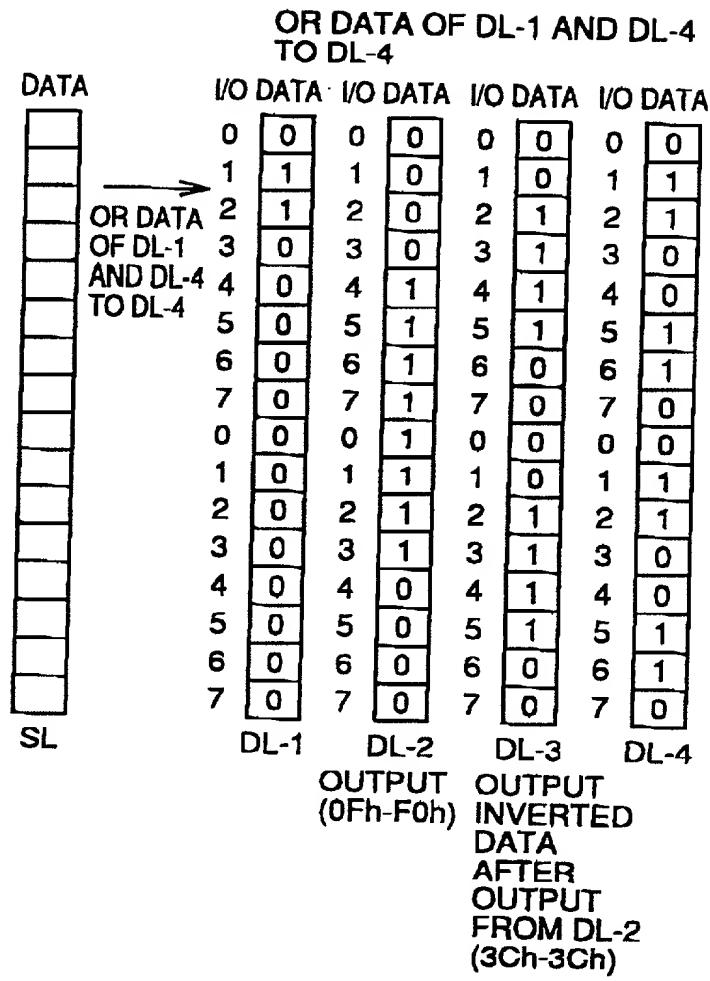 OR DATA OF DL-1 AND DL-4
TO DL-4
DATA I/O DATA I/O DATA I/O DATA I/O DATA
0 0 0 0 0 0 0 0
1 1 1 0 1 0 1 1
OR DATA 2 1 2 0 2 1 2 1
OF DL-1 3 0 3 0 3 1 3 0
AND DL-4 4 0 4 1 4 1 4 0
TO DL-4
5 0 5 1 5 1 5 1
6 0 6 1 6 0 6 1
7 0 7 1 7 0 7 0
0 0 0 1 0 0 0 0
1 0 1 1 1 0 1 1
2 0 2 1 2 1 2 1
3 0 3 1 3 1 3 0
4 0 4 0 4 1 4 0
5 0 5 0 5 1 5 1
6 0 6 0 6 0 6 1
7 0 7 0 7 0 7 0
SL DL-1 DL-2 DL-3 DL-4
OUTPUT
(0Fh-F0h)
OUTPUT
INVERTED
DATA
AFTER
OUTPUT
FROM DL-2
(3Ch-3Ch)